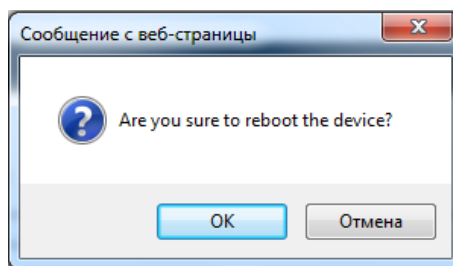 Сообщение с веб-страницы
Are you sure to reboot the device?
OK
Отмена